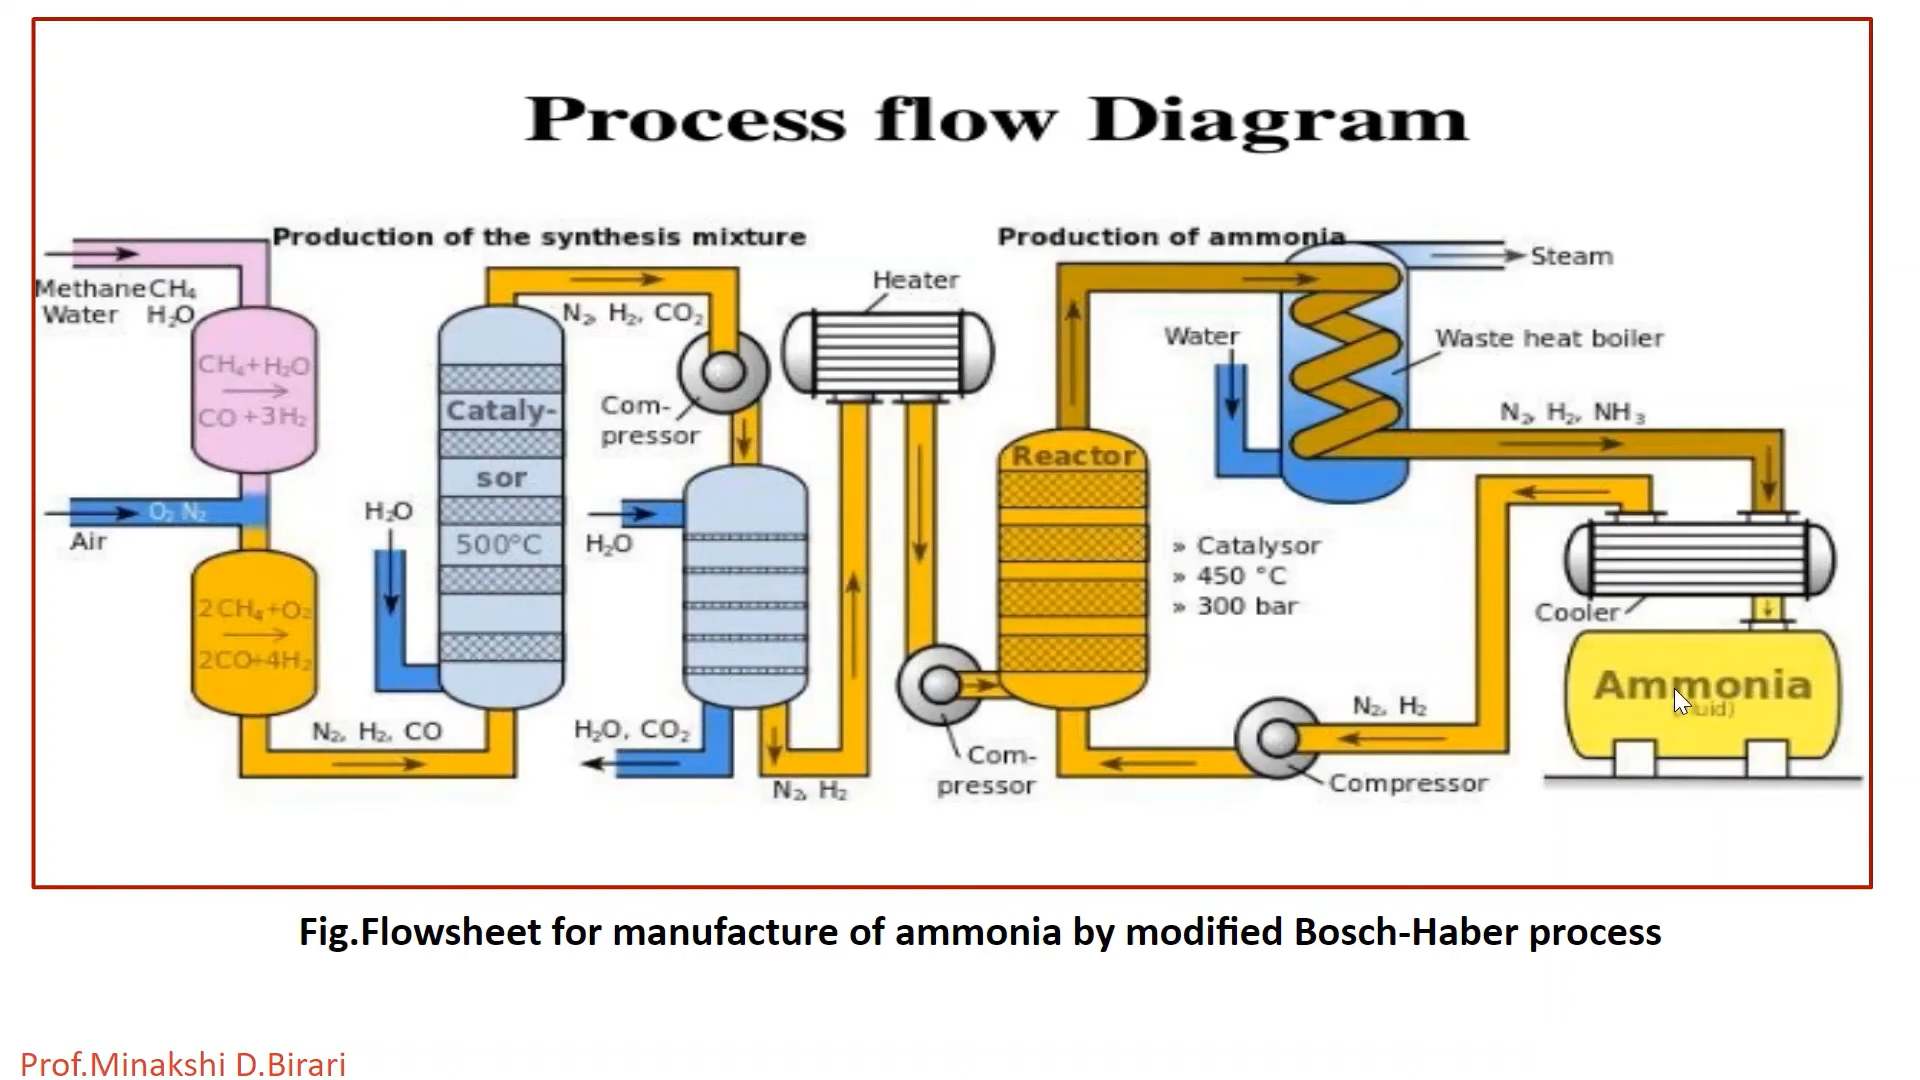 Process flow Diagram
Production of the synthesis mixture
Production of ammonia
Steam
Methane CH₄
Water H₂O
CH₄+H₂O
CO+3H₂
O₂ N₂
Air
2CH₄+O₂
2CO+4H₂
N₂, H₂, CO
H₂O
Cataly-
sor
500°C
N₂, H₂, CO₂
Com-
pressor
H₂O
H₂O, CO₂
N₂, H₂
Heater
Com-
pressor
Reactor
» Catalysor
» 450 °C
» 300 bar
Water
Waste heat boiler
N₂, H₂, NH₃
Cooler
Ammonia
N₂, H₂
Compressor
Fig.Flowsheet for manufacture of ammonia by modified Bosch-Haber process
Prof.Minakshi D.Birari